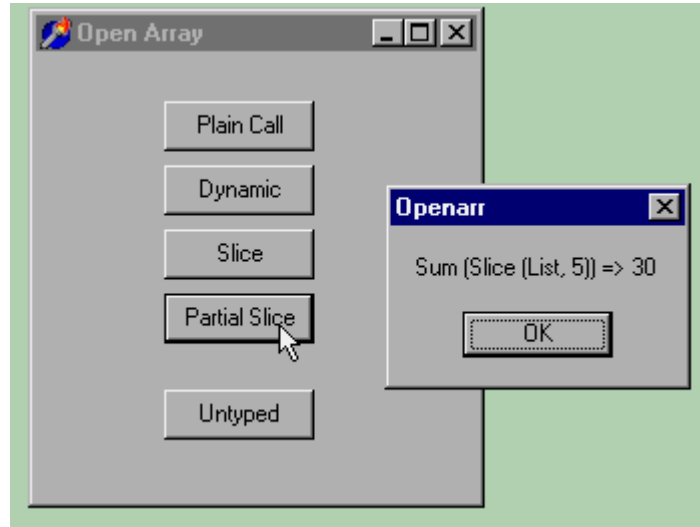 Open Array
Plain Call
Dynamic
Slice
Partial Slice
Untyped
Openarr
Sum (Slice (List, 5)) => 30
OK